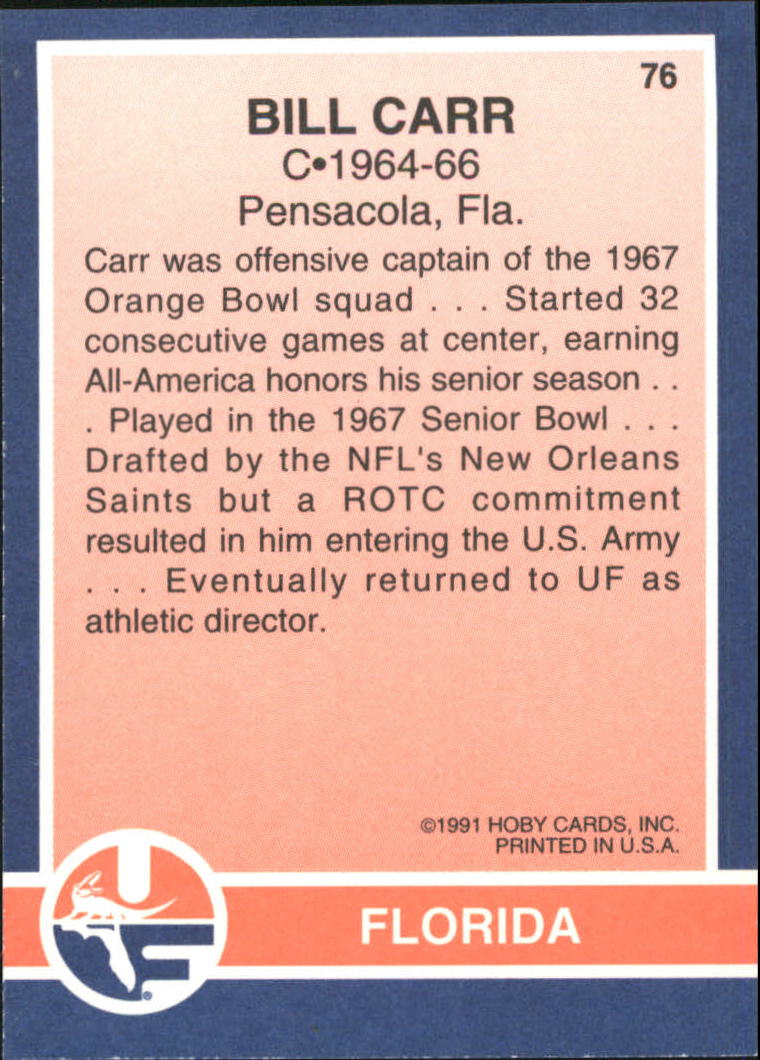 76
BILL CARR
C•1964-66
Pensacola, Fla.
Carr was offensive captain of the 1967
Orange Bowl squad . . . Started 32
consecutive games at center, earning
All-America honors his senior season . .
. Played in the 1967 Senior Bowl . . .
Drafted by the NFL's New Orleans
Saints but a ROTC commitment
resulted in him entering the U.S. Army
. . . Eventually returned to UF as
athletic director.
©1991 HOBY CARDS, INC.
PRINTED IN U.S.A.
UF
®
FLORIDA